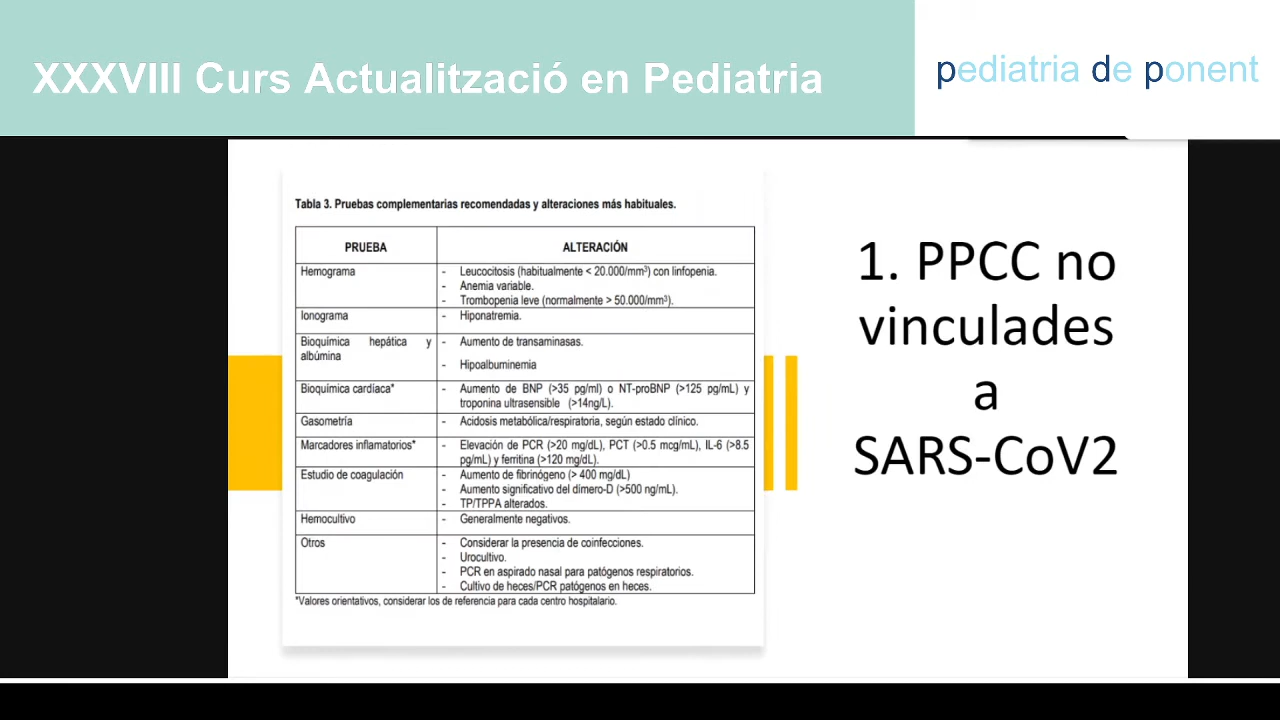 XXXVIII Curs Actualització en Pediatria
pediatria de ponent
Tabla 3. Pruebas complementarias recomendadas y alteraciones más habituales.
PRUEBA ALTERACIÓN
Hemograma - Leucocitosis (habitualmente < 20.000/mm³) con linfopenia.
- Anemia variable.
- Trombopenia leve (normalmente > 50.000/mm³).
Ionograma - Hiponatremia.
Bioquímica hepática y - Aumento de transaminasas.
albúmina
- Hipoalbuminemia
Bioquímica cardíaca* - Aumento de BNP (>35 pg/ml) o NT-proBNP (>125 pg/mL) y
troponina ultrasensible (>14ng/L).
Gasometría - Acidosis metabólica/respiratoria, según estado clínico.
Marcadores inflamatorios* - Elevación de PCR (>20 mg/dL), PCT (>0.5 mcg/mL), IL-6 (>8.5
pg/mL) y ferritina (>120 mg/dL).
Estudio de coagulación - Aumento de fibrinógeno (> 400 mg/dL)
- Aumento significativo del dímero-D (>500 ng/mL).
- TP/TPPA alterados.
Hemocultivo - Generalmente negativos.
Otros - Considerar la presencia de coinfecciones.
- Urocultivo.
- PCR en aspirado nasal para patógenos respiratorios.
- Cultivo de heces/PCR patógenos en heces.
*Valores orientativos, considerar los de referencia para cada centro hospitalario.
1. PPCC no
vinculades
a
SARS-CoV2